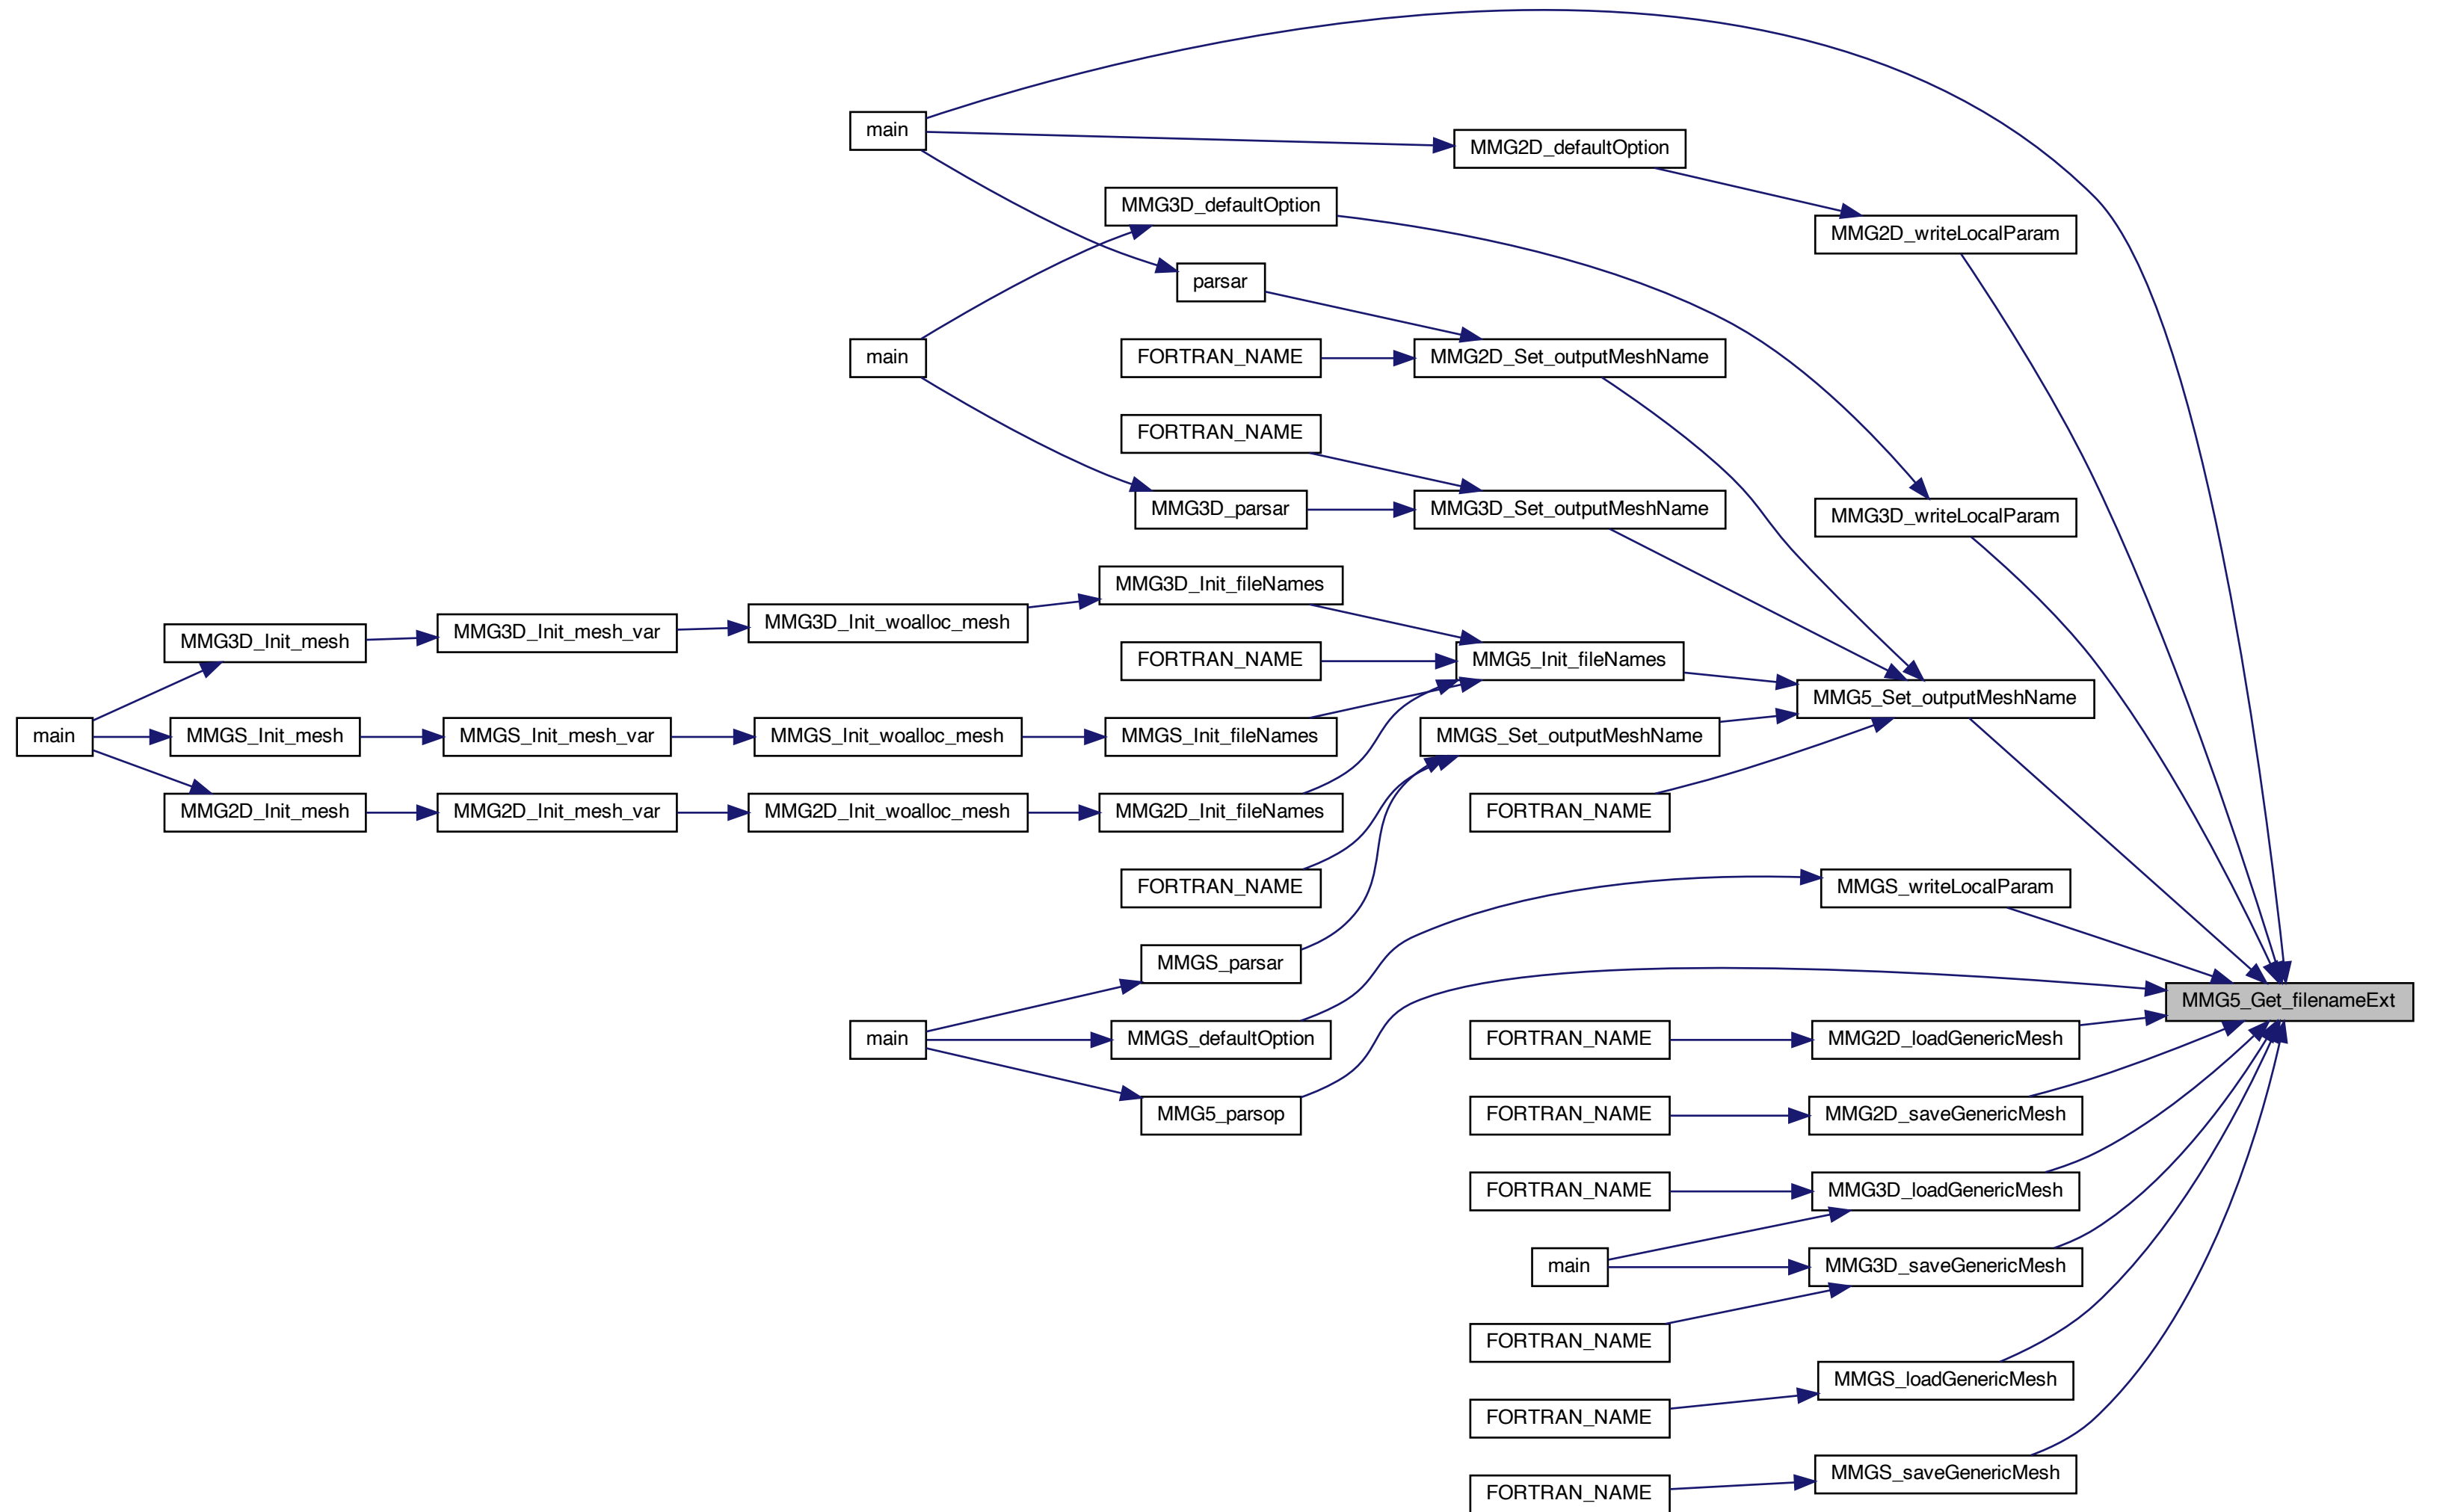 main
MMG2D_defaultOption
MMG3D_defaultOption
MMG2D_writeLocalParam
parsar
main
FORTRAN_NAME
MMG2D_Set_outputMeshName
FORTRAN_NAME
MMG3D_parsar
MMG3D_Set_outputMeshName
MMG3D_writeLocalParam
MMG3D_Init_fileNames
MMG3D_Init_mesh
MMG3D_Init_mesh_var
MMG3D_Init_woalloc_mesh
FORTRAN_NAME
MMG5_Init_fileNames
MMG5_Set_outputMeshName
main
MMGS_Init_mesh
MMGS_Init_mesh_var
MMGS_Init_woalloc_mesh
MMGS_Init_fileNames
MMGS_Set_outputMeshName
MMG2D_Init_mesh
MMG2D_Init_mesh_var
MMG2D_Init_woalloc_mesh
MMG2D_Init_fileNames
FORTRAN_NAME
FORTRAN_NAME
MMGS_writeLocalParam
MMGS_parsar
MMG5_Get_filenameExt
main
MMGS_defaultOption
FORTRAN_NAME
MMG2D_loadGenericMesh
MMG5_parsop
FORTRAN_NAME
MMG2D_saveGenericMesh
FORTRAN_NAME
MMG3D_loadGenericMesh
main
MMG3D_saveGenericMesh
FORTRAN_NAME
MMGS_loadGenericMesh
FORTRAN_NAME
MMGS_saveGenericMesh
FORTRAN_NAME